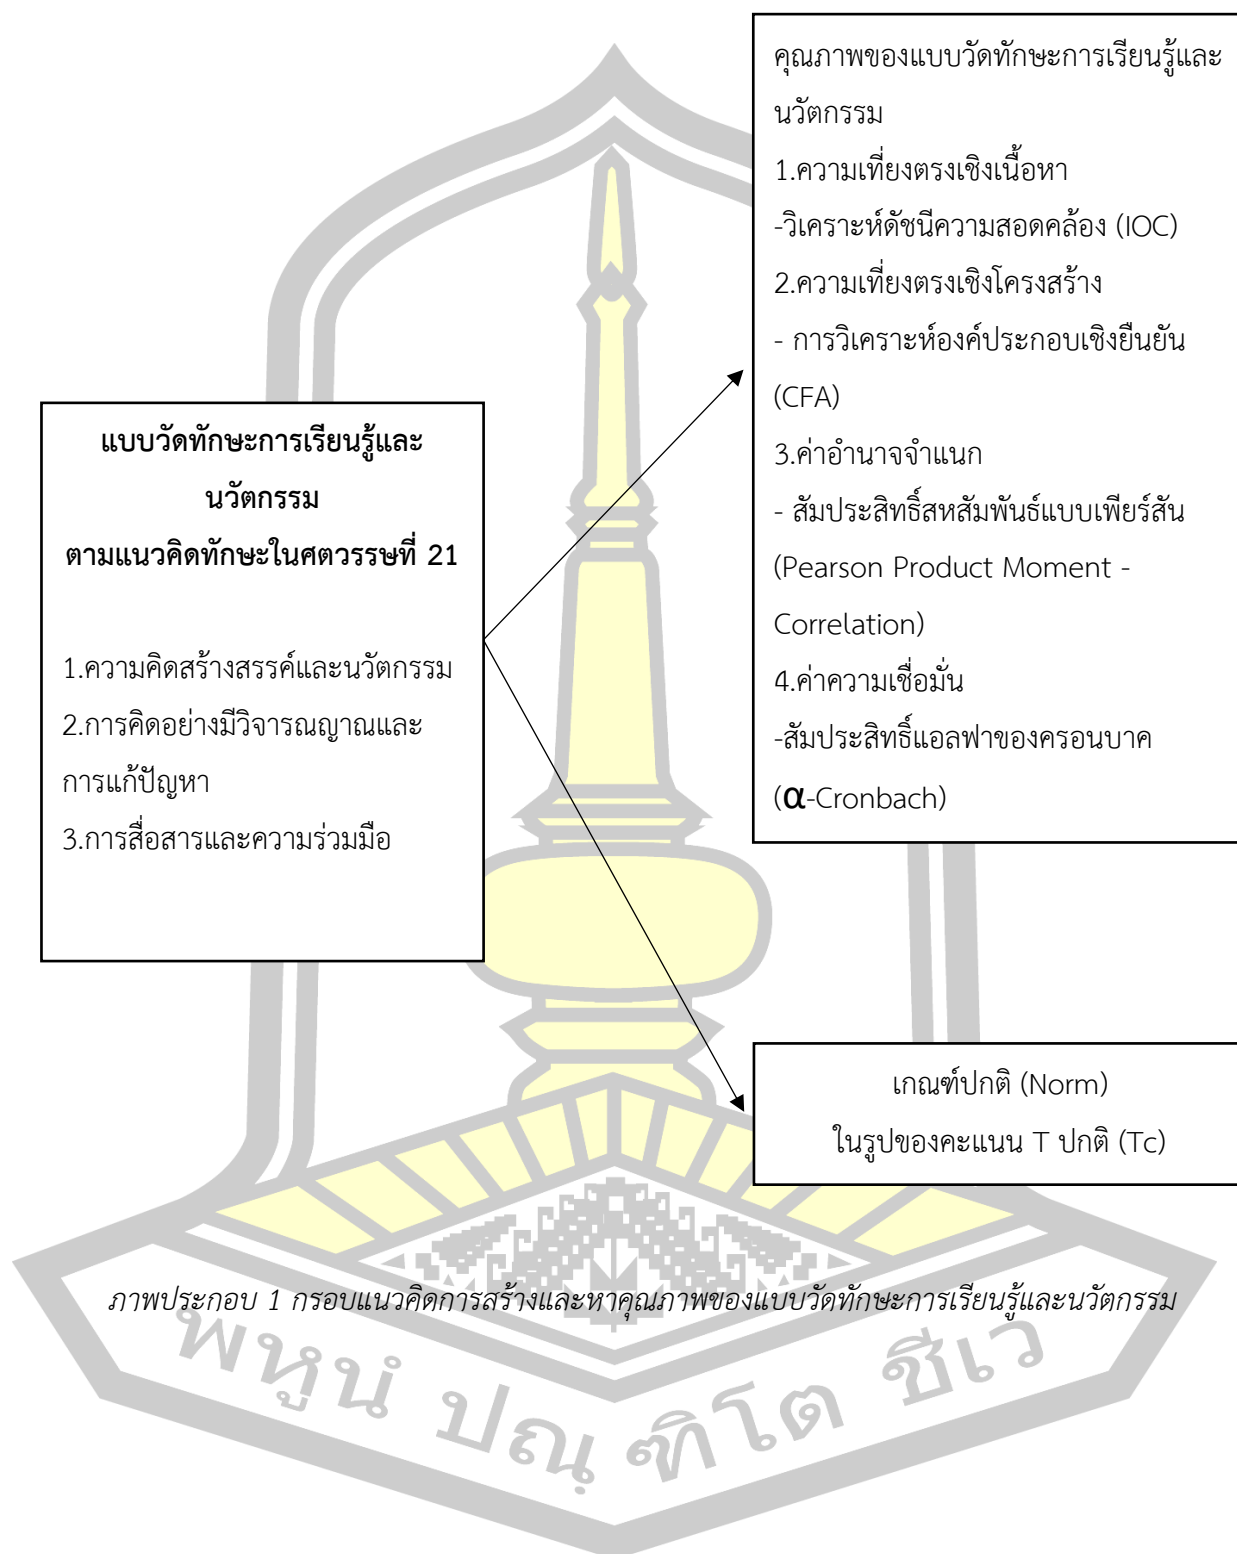 คุณภาพของแบบวัดทักษะการเรียนรู้และ
นวัตกรรม
1.ความเที่ยงตรงเชิงเนื้อหา
-วิเคราะห์ดัชนีความสอดคล้อง (IOC)
2.ความเที่ยงตรงเชิงโครงสร้าง
- การวิเคราะห์องค์ประกอบเชิงยืนยัน
(CFA)
3.ค่าอำนาจจำแนก
- สัมประสิทธิ์สหสัมพันธ์แบบเพียร์สัน
(Pearson Product Moment -
Correlation)
4.ค่าความเชื่อมั่น
-สัมประสิทธิ์แอลฟาของครอนบาค
(α-Cronbach)
แบบวัดทักษะการเรียนรู้และ
นวัตกรรม
ตามแนวคิดทักษะในศตวรรษที่ 21
1.ความคิดสร้างสรรค์และนวัตกรรม
2.การคิดอย่างมีวิจารณญาณและ
การแก้ปัญหา
3.การสื่อสารและความร่วมมือ
เกณฑ์ปกติ (Norm)
ในรูปของคะแนน T ปกติ (Tc)
ภาพประกอบ 1 กรอบแนวคิดการสร้างและหาคุณภาพของแบบวัดทักษะการเรียนรู้และนวัตกรรม
พหูนํ ปณฺฑิโต ชีเว